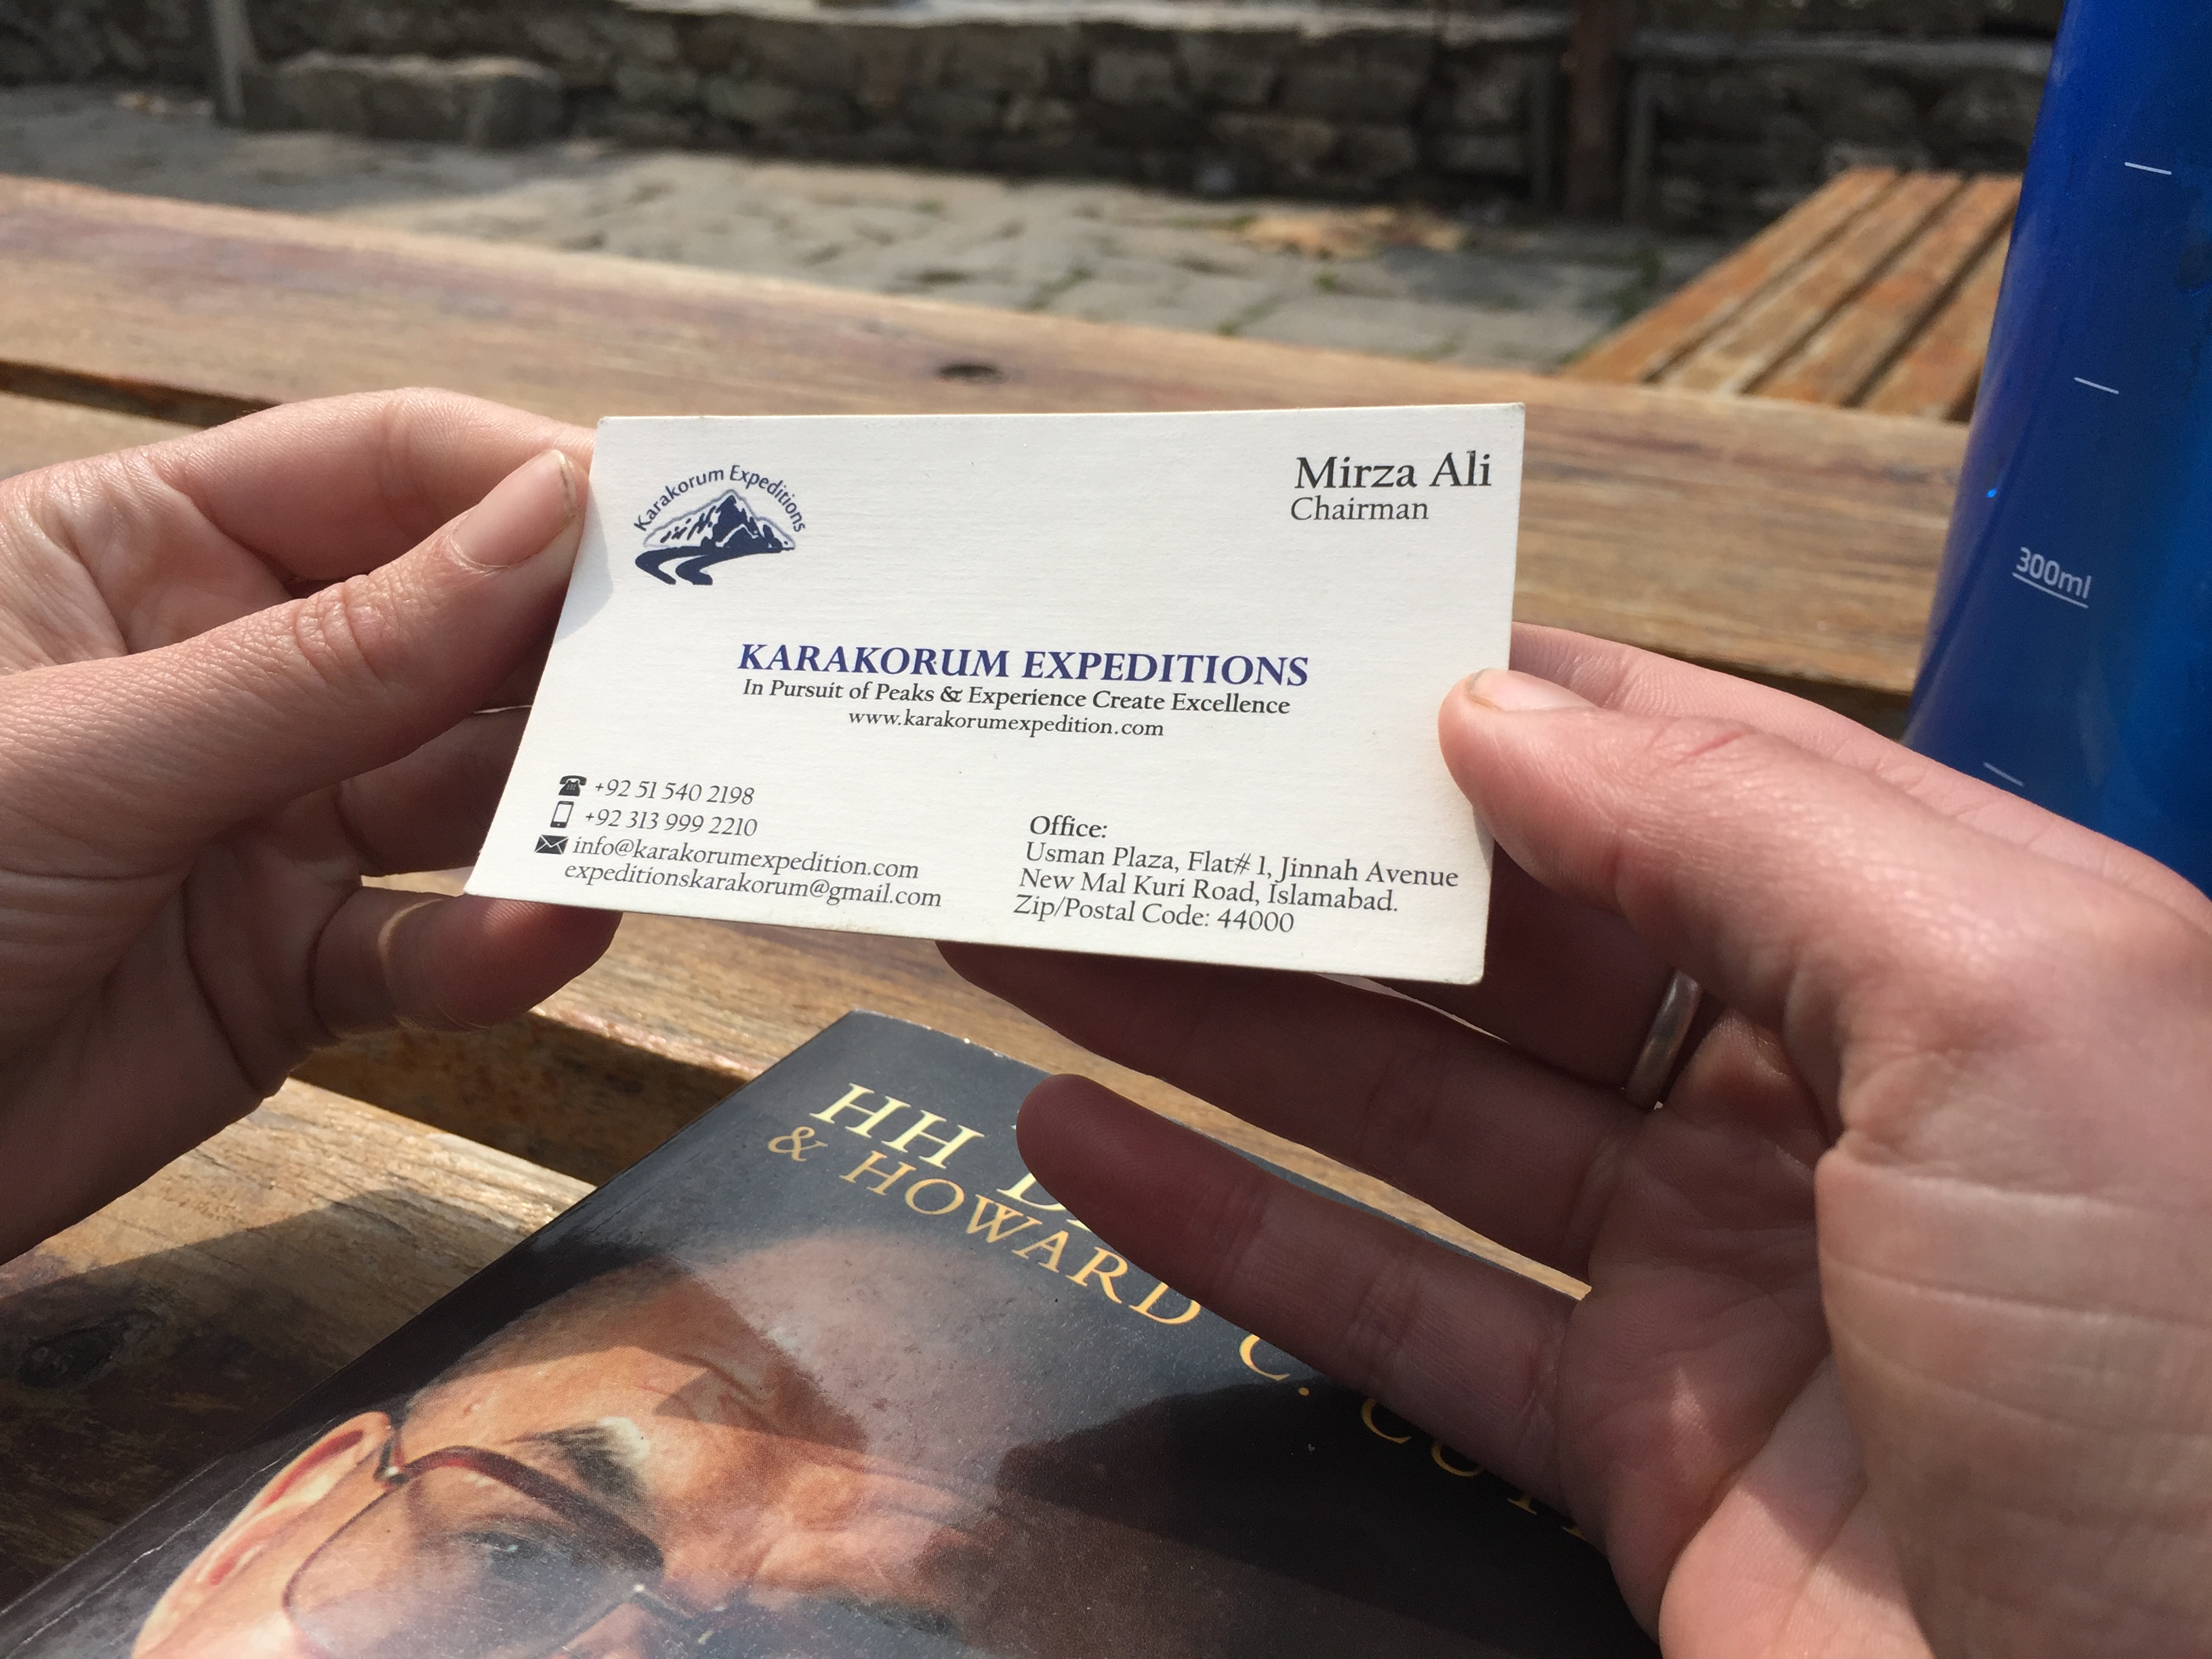 Karakorum Expeditions
Mirza Ali
Chairman
KARAKORUM EXPEDITIONS
In Pursuit of Peaks & Experience Create Excellence
www.karakorumexpedition.com
+92 51 540 2198
+92 313 999 2210
info@karakorumexpedition.com
expeditionskarakorum@gmail.com
Office:
Usman Plaza, Flat# 1, Jinnah Avenue
New Mal Kuri Road, Islamabad.
Zip/Postal Code: 44000
300ml
HH
& HOWARD C.